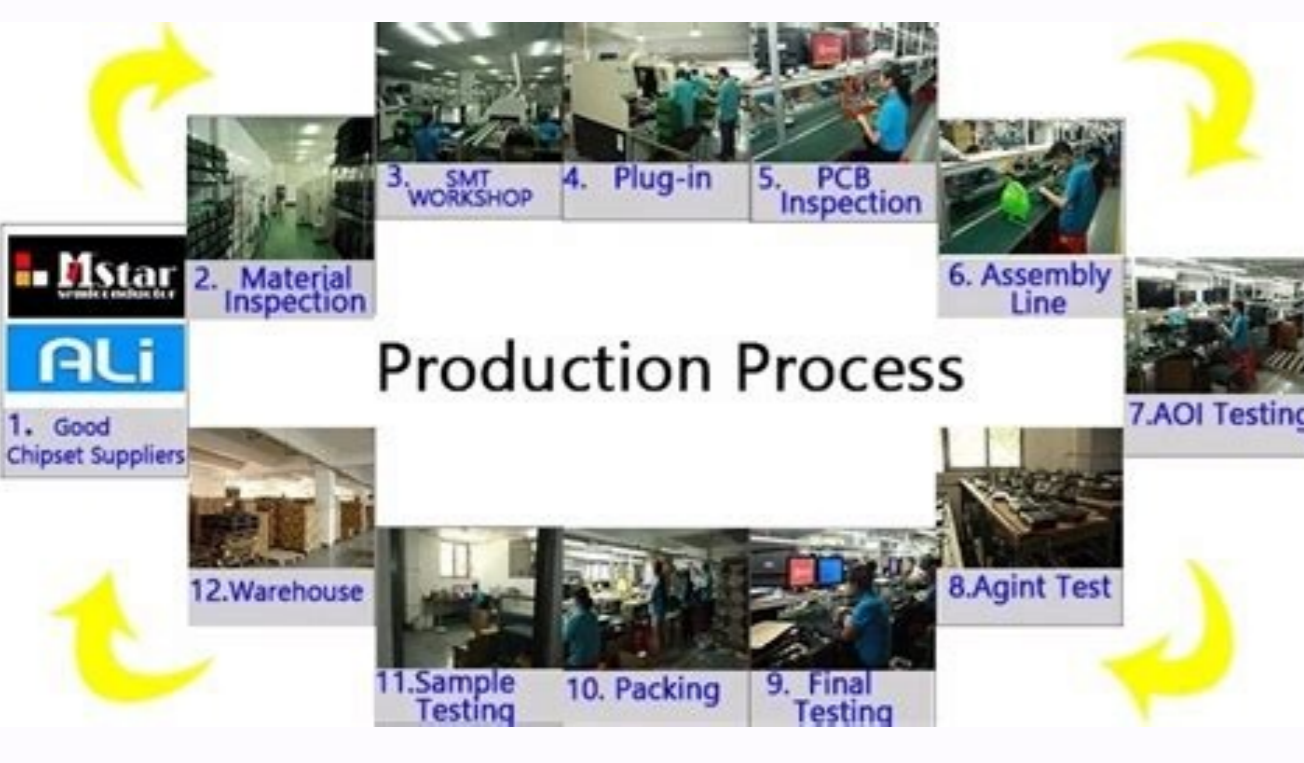 Production Process
MStar
semiconductor
ALi
1. Good
Chipset Suppliers
2. Material
Inspection
3. SMT
WORKSHOP
4. Plug-in
5. PCB
Inspection
6. Assembly
Line
7.AOI Testing
8.Agint Test
9. Final
Testing
10. Packing
11.Sample
Testing
12.Warehouse